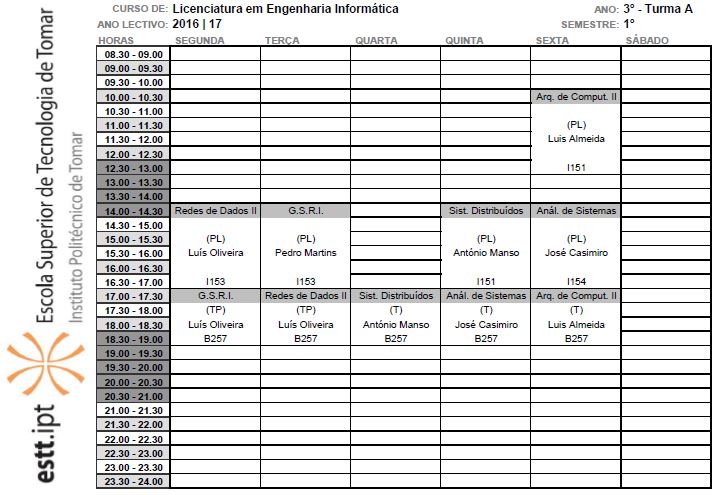 CURSO DE: Licenciatura em Engenharia Informática ANO: 3º - Turma A
ANO LECTIVO: 2016 | 17 SEMESTRE: 1º
HORAS SEGUNDA TERÇA QUARTA QUINTA SEXTA SÁBADO
08.30 - 09.00
09.00 - 09.30
09.30 - 10.00
10.00 - 10.30 Arq. de Comput. II
10.30 - 11.00
11.00 - 11.30 (PL)
11.30 - 12.00 Luis Almeida
12.00 - 12.30
12.30 - 13.00 I151
13.00 - 13.30
13.30 - 14.00
14.00 - 14.30 Redes de Dados II G.S.R.I. Sist. Distribuídos Anál. de Sistemas
14.30 - 15.00
15.00 - 15.30 (PL) (PL) (PL) (PL)
15.30 - 16.00 Luís Oliveira Pedro Martins António Manso José Casimiro
16.00 - 16.30
16.30 - 17.00 I153 I153 I151 I154
17.00 - 17.30 G.S.R.I. Redes de Dados II Sist. Distribuídos Anál. de Sistemas Arq. de Comput. II
17.30 - 18.00 (TP) (TP) (T) (T) (T)
18.00 - 18.30 Luís Oliveira Luís Oliveira António Manso José Casimiro Luis Almeida
18.30 - 19.00 B257 B257 B257 B257 B257
19.00 - 19.30
19.30 - 20.00
20.00 - 20.30
20.30 - 21.00
21.00 - 21.30
21.30 - 22.00
22.00 - 22.30
22.30 - 23.00
23.00 - 23.30
23.30 - 24.00
Escola Superior de Tecnologia de Tomar
Instituto Politécnico de Tomar
estt.ipt